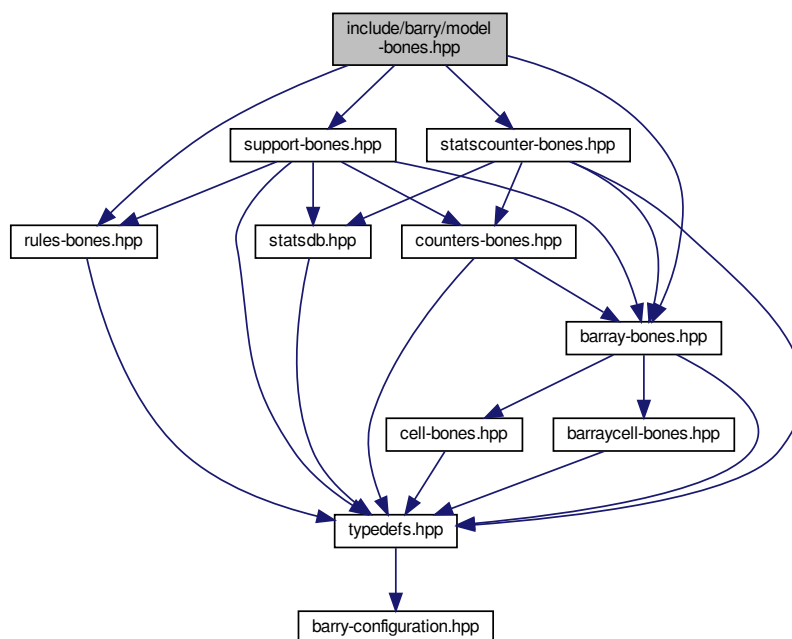 include/barry/model
-bones.hpp
support-bones.hpp
statscounter-bones.hpp
rules-bones.hpp
statsdb.hpp
counters-bones.hpp
barray-bones.hpp
cell-bones.hpp
barraycell-bones.hpp
typedefs.hpp
barry-configuration.hpp